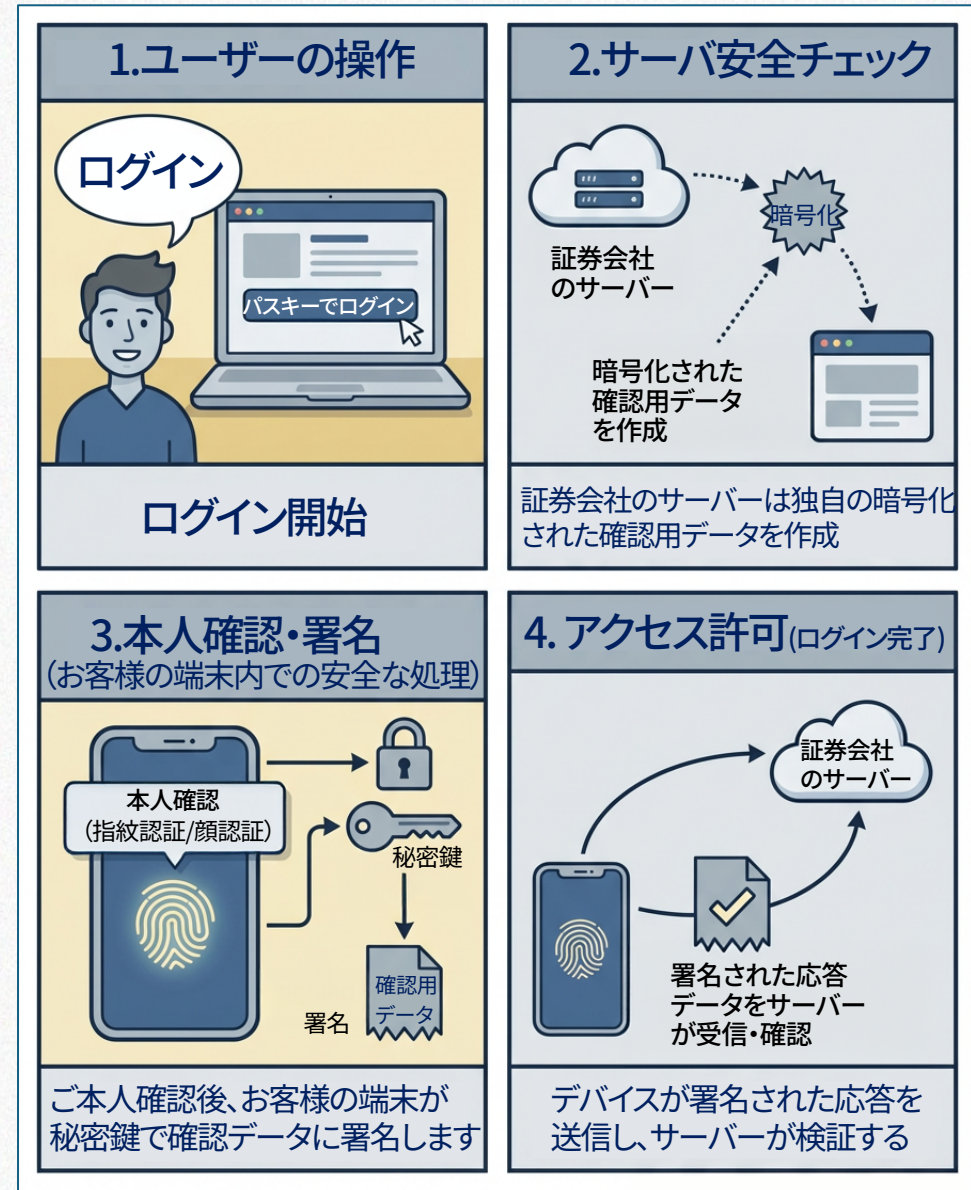 1.ユーザーの操作
ログイン
パスキーでログイン
ログイン開始
2.サーバ安全チェック
証券会社
のサーバー
暗号化
暗号化された
確認用データ
を作成
証券会社のサーバーは独自の暗号化
された確認用データを作成
3.本人確認・署名
（お客様の端末内での安全な処理）
本人確認
（指紋認証/顔認証）
秘密鍵
署名
確認用
データ
ご本人確認後、お客様の端末が
秘密鍵で確認データに署名します
4. アクセス許可(ログイン完了)
証券会社
のサーバー
署名された応答
データをサーバー
が受信・確認
デバイスが署名された応答を
送信し、サーバーが検証する